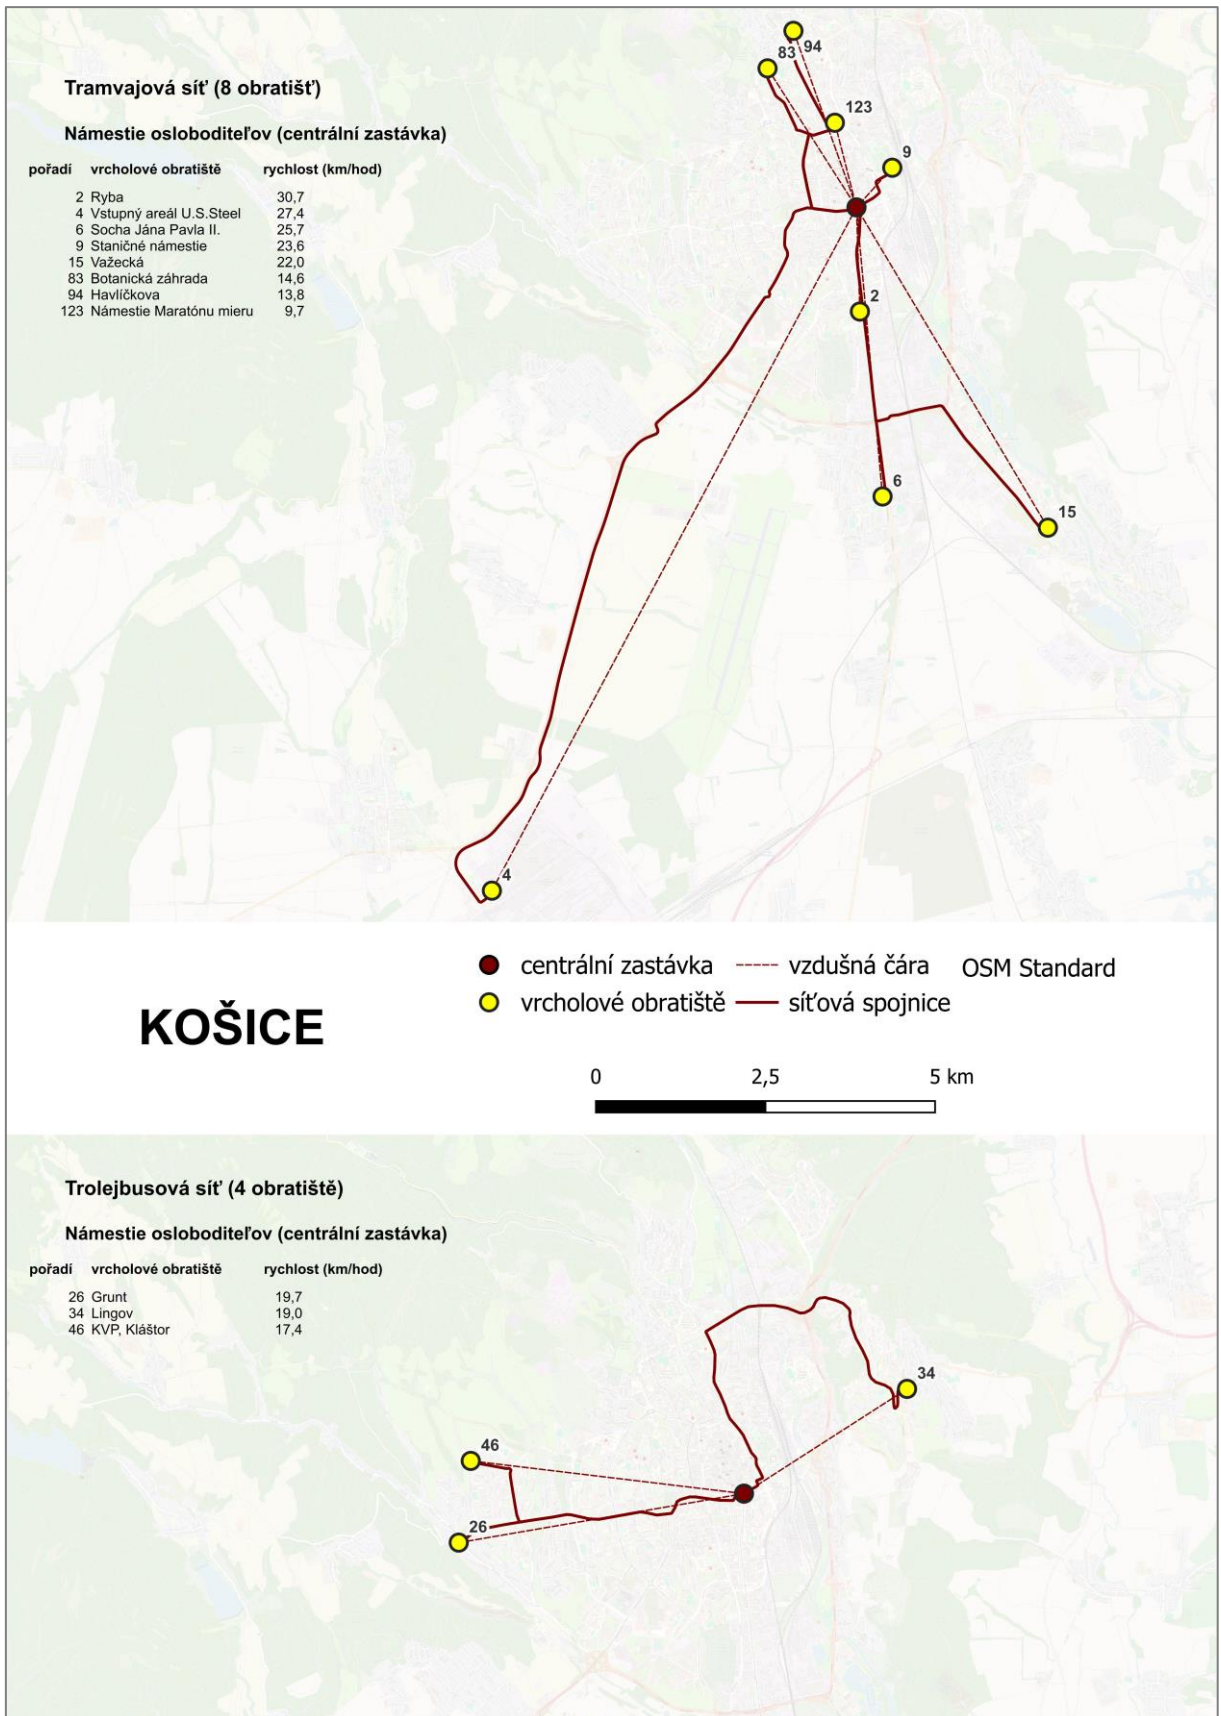 Tramvajová síť (8 obratišť)
Námestie osloboditeľov (centrální zastávka)
pořadí vrcholové obratiště rychlost (km/hod)
2 Ryba 30,7
4 Vstupný areál U.S.Steel 27,4
6 Socha Jána Pavla II. 25,7
9 Staničné námestie 23,6
15 Važecká 22,0
83 Botanická záhrada 14,6
94 Havlíčkova 13,8
123 Námestie Maratónu mieru 9,7
94
83
123
9
2
6
15
4
centrální zastávka vzdušná čára OSM Standard
vrcholové obratiště síťová spojnice
KOŠICE
0 2,5 5 km
Trolejbusová síť (4 obratiště)
Námestie osloboditeľov (centrální zastávka)
pořadí vrcholové obratiště rychlost (km/hod)
26 Grunt 19,7
34 Lingov 19,0
46 KVP, Kláštor 17,4
34
46
26